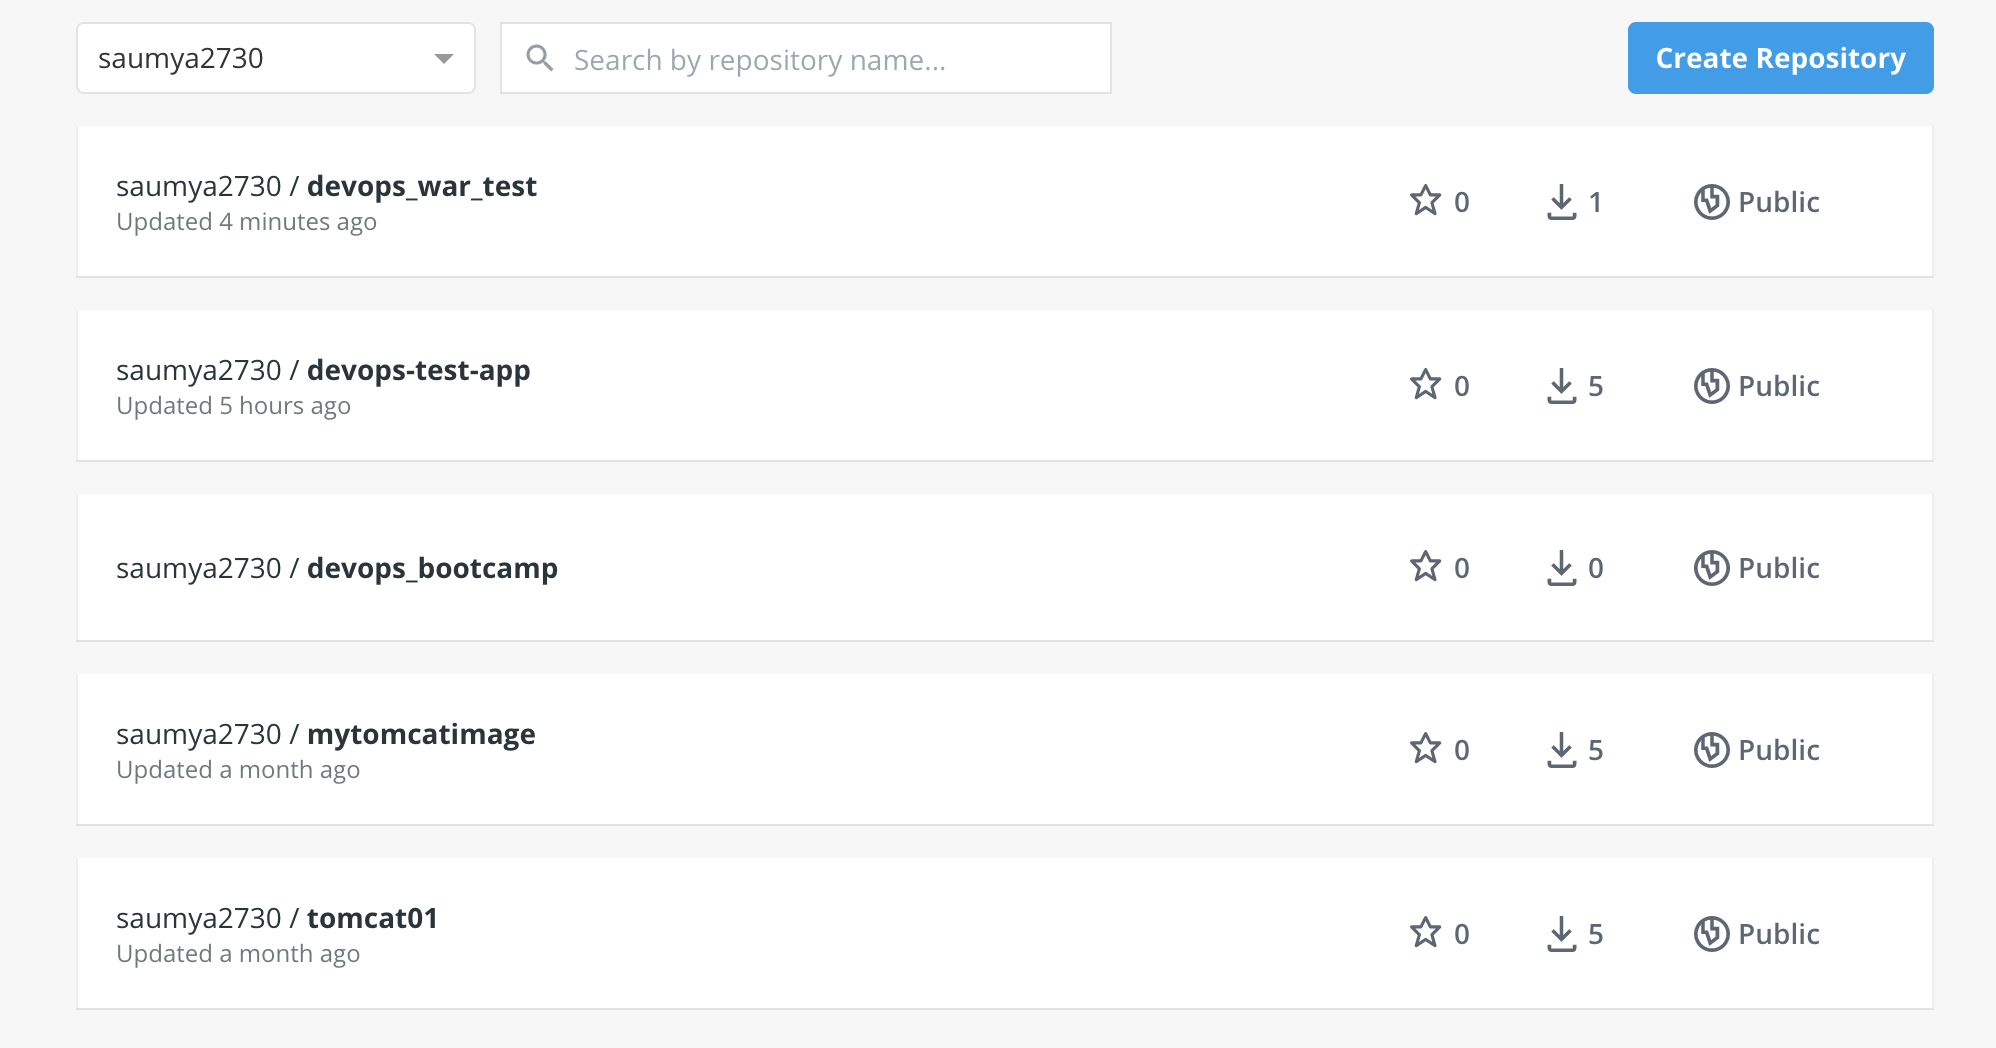 saumya2730
Search by repository name...
Create Repository
saumya2730 / devops_war_test
Updated 4 minutes ago
0
1
Public
saumya2730 / devops-test-app
Updated 5 hours ago
0
5
Public
saumya2730 / devops_bootcamp
0
0
Public
saumya2730 / mytomcatimage
Updated a month ago
0
5
Public
saumya2730 / tomcat01
Updated a month ago
0
5
Public